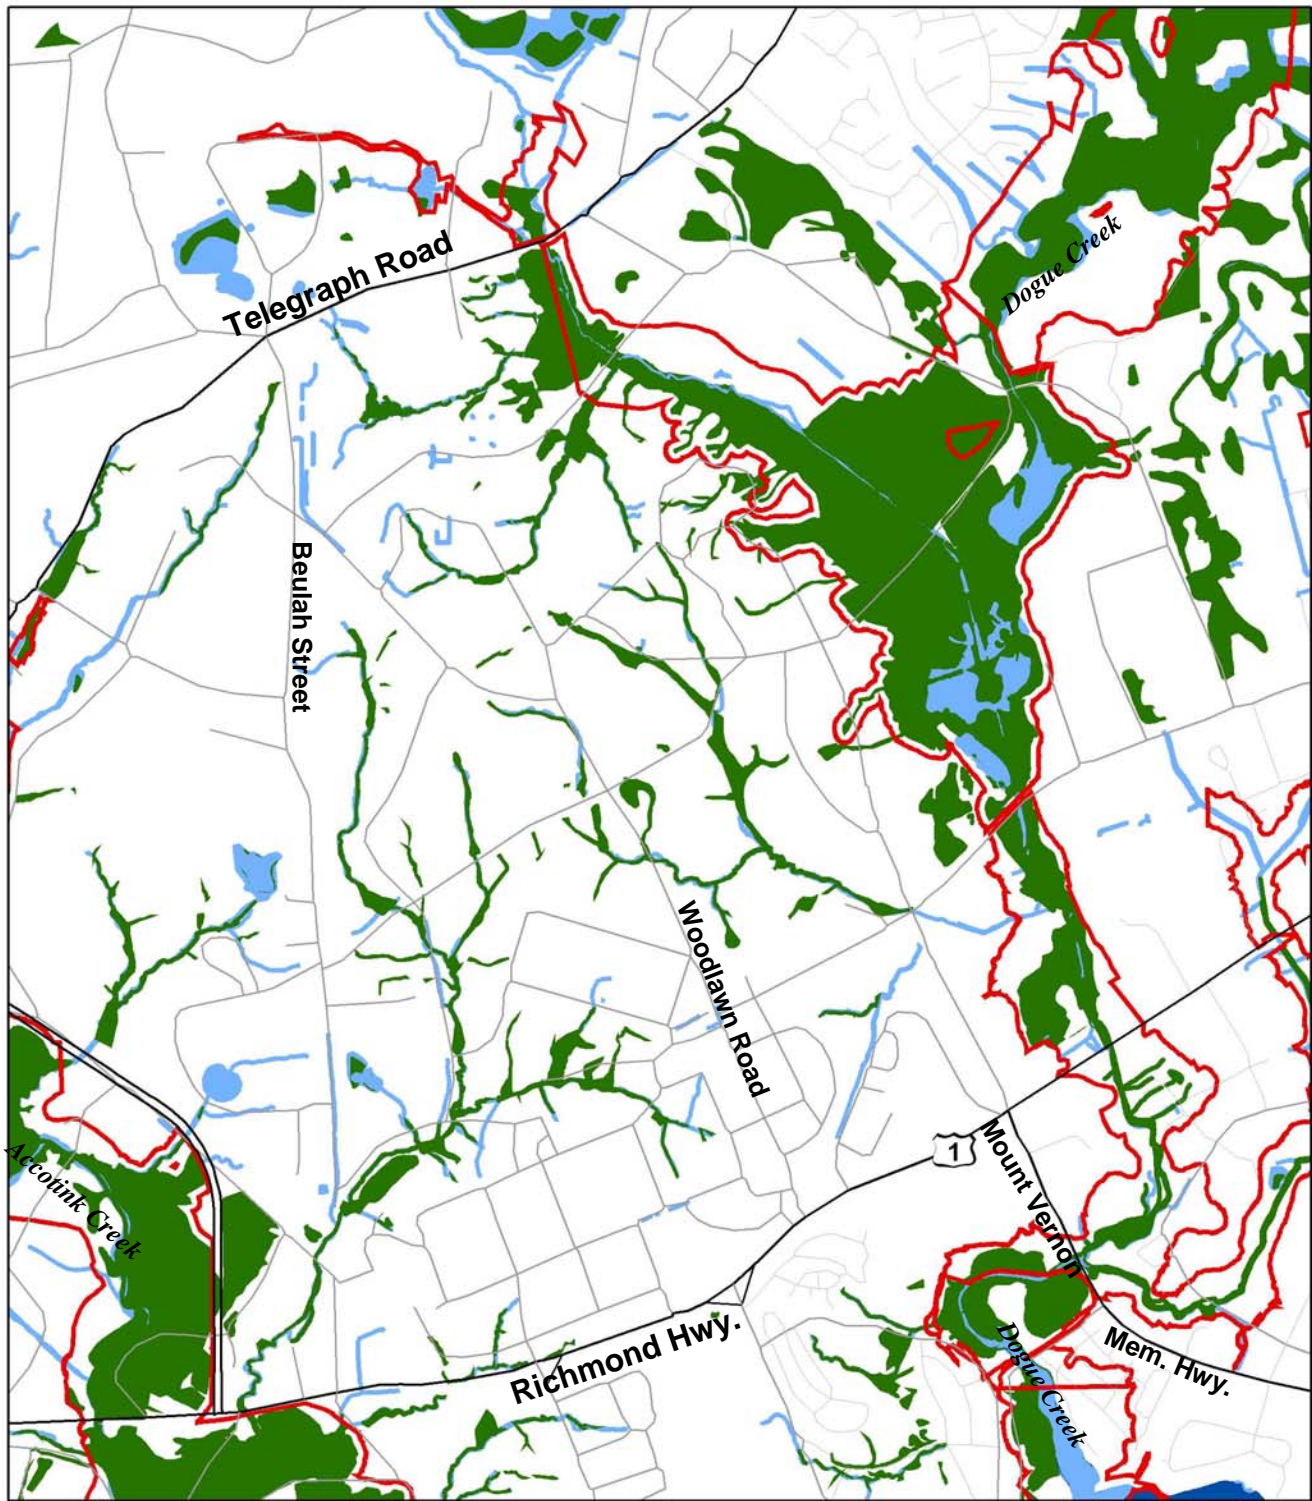 Dogue Creek
Telegraph Road
Beulah Street
Woodlawn Road
Accotink Creek
1
Mount Vernon
Mem. Hwy.
Richmond Hwy.
Dogue Creek